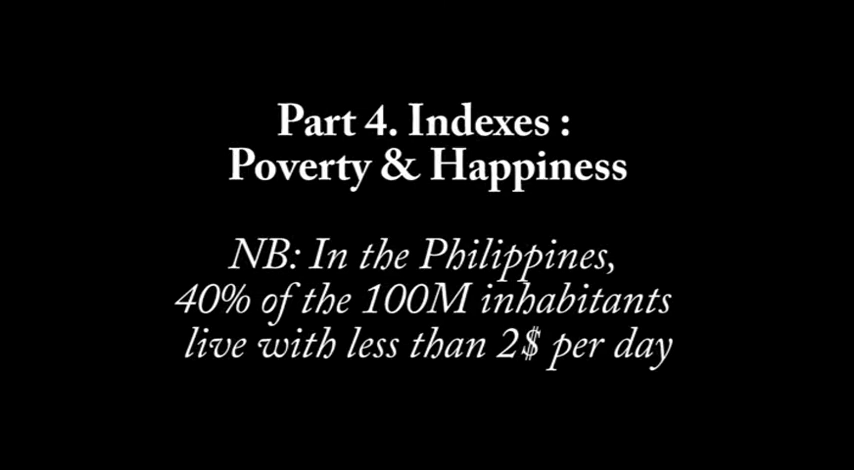 Part 4. Indexes :
Poverty & Happiness
NB: In the Philippines,
40% of the 100M inhabitants
live with less than 2$ per day